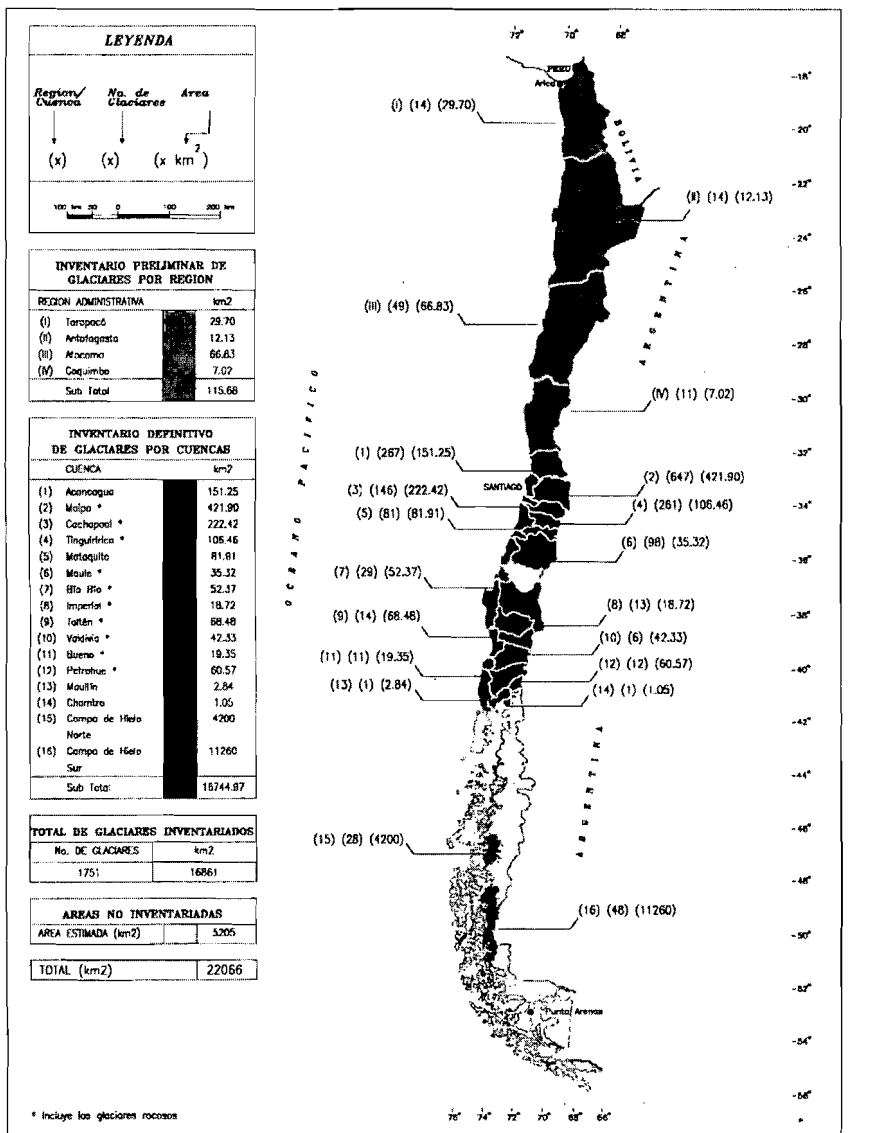 LEYENDA
Region/ No. de Area
Cuenca Glaciares
(x) (x) (x km²)
100 km 50 0 100 200 km
INVENTARIO PRELIMINAR DE
GLACIARES POR REGION
REGION ADMINISTRATIVA km2
(I) Tarapacá 29.70
(II) Antofagasta 12.13
(III) Atacama 66.83
(IV) Coquimbo 7.02
Sub Total 115.68
INVENTARIO DEFINITIVO
DE GLACIARES POR CUENCAS
CUENCA km2
(1) Aconcagua 151.25
(2) Maipo * 421.90
(3) Cachapoal * 222.42
(4) Tinguiririca * 106.46
(5) Mataquito 81.91
(6) Maule * 35.32
(7) Bío Bío * 52.37
(8) Imperial * 18.72
(9) Toltén * 68.48
(10) Valdivia * 42.33
(11) Bueno * 19.35
(12) Petrohue * 60.57
(13) Maullín 2.84
(14) Chamiza 1.05
(15) Campo de Hielo 4200
Norte
(16) Campo de Hielo 11260
Sur
Sub Total 16744.97
TOTAL DE GLACIARES INVENTARIADOS
No. DE GLACIARES km2
1751 16861
AREAS NO INVENTARIADAS
AREA ESTIMADA (km2) 5205
TOTAL (km2) 22066
* Incluye los glaciares rocosos
72° 70° 68°
PERU
Arica
BOLIVIA
ARGENTINA
OCEANO PACIFICO
SANTIAGO
ARGENTINA
Punta Arenas
(I) (14) (29.70)
(II) (14) (12.13)
(III) (49) (66.83)
(IV) (11) (7.02)
(1) (267) (151.25)
(2) (647) (421.90)
(3) (146) (222.42)
(4) (261) (106.46)
(5) (81) (81.91)
(6) (98) (35.32)
(7) (29) (52.37)
(8) (13) (18.72)
(9) (14) (68.48)
(10) (6) (42.33)
(11) (11) (19.35)
(12) (12) (60.57)
(13) (1) (2.84)
(14) (1) (1.05)
(15) (28) (4200)
(16) (48) (11260)
-18°
-20°
-22°
-24°
-26°
-28°
-30°
-32°
-34°
-36°
-38°
-40°
-42°
-44°
-46°
-48°
-50°
-52°
-54°
-56°
76° 74° 72° 70° 68° 66°